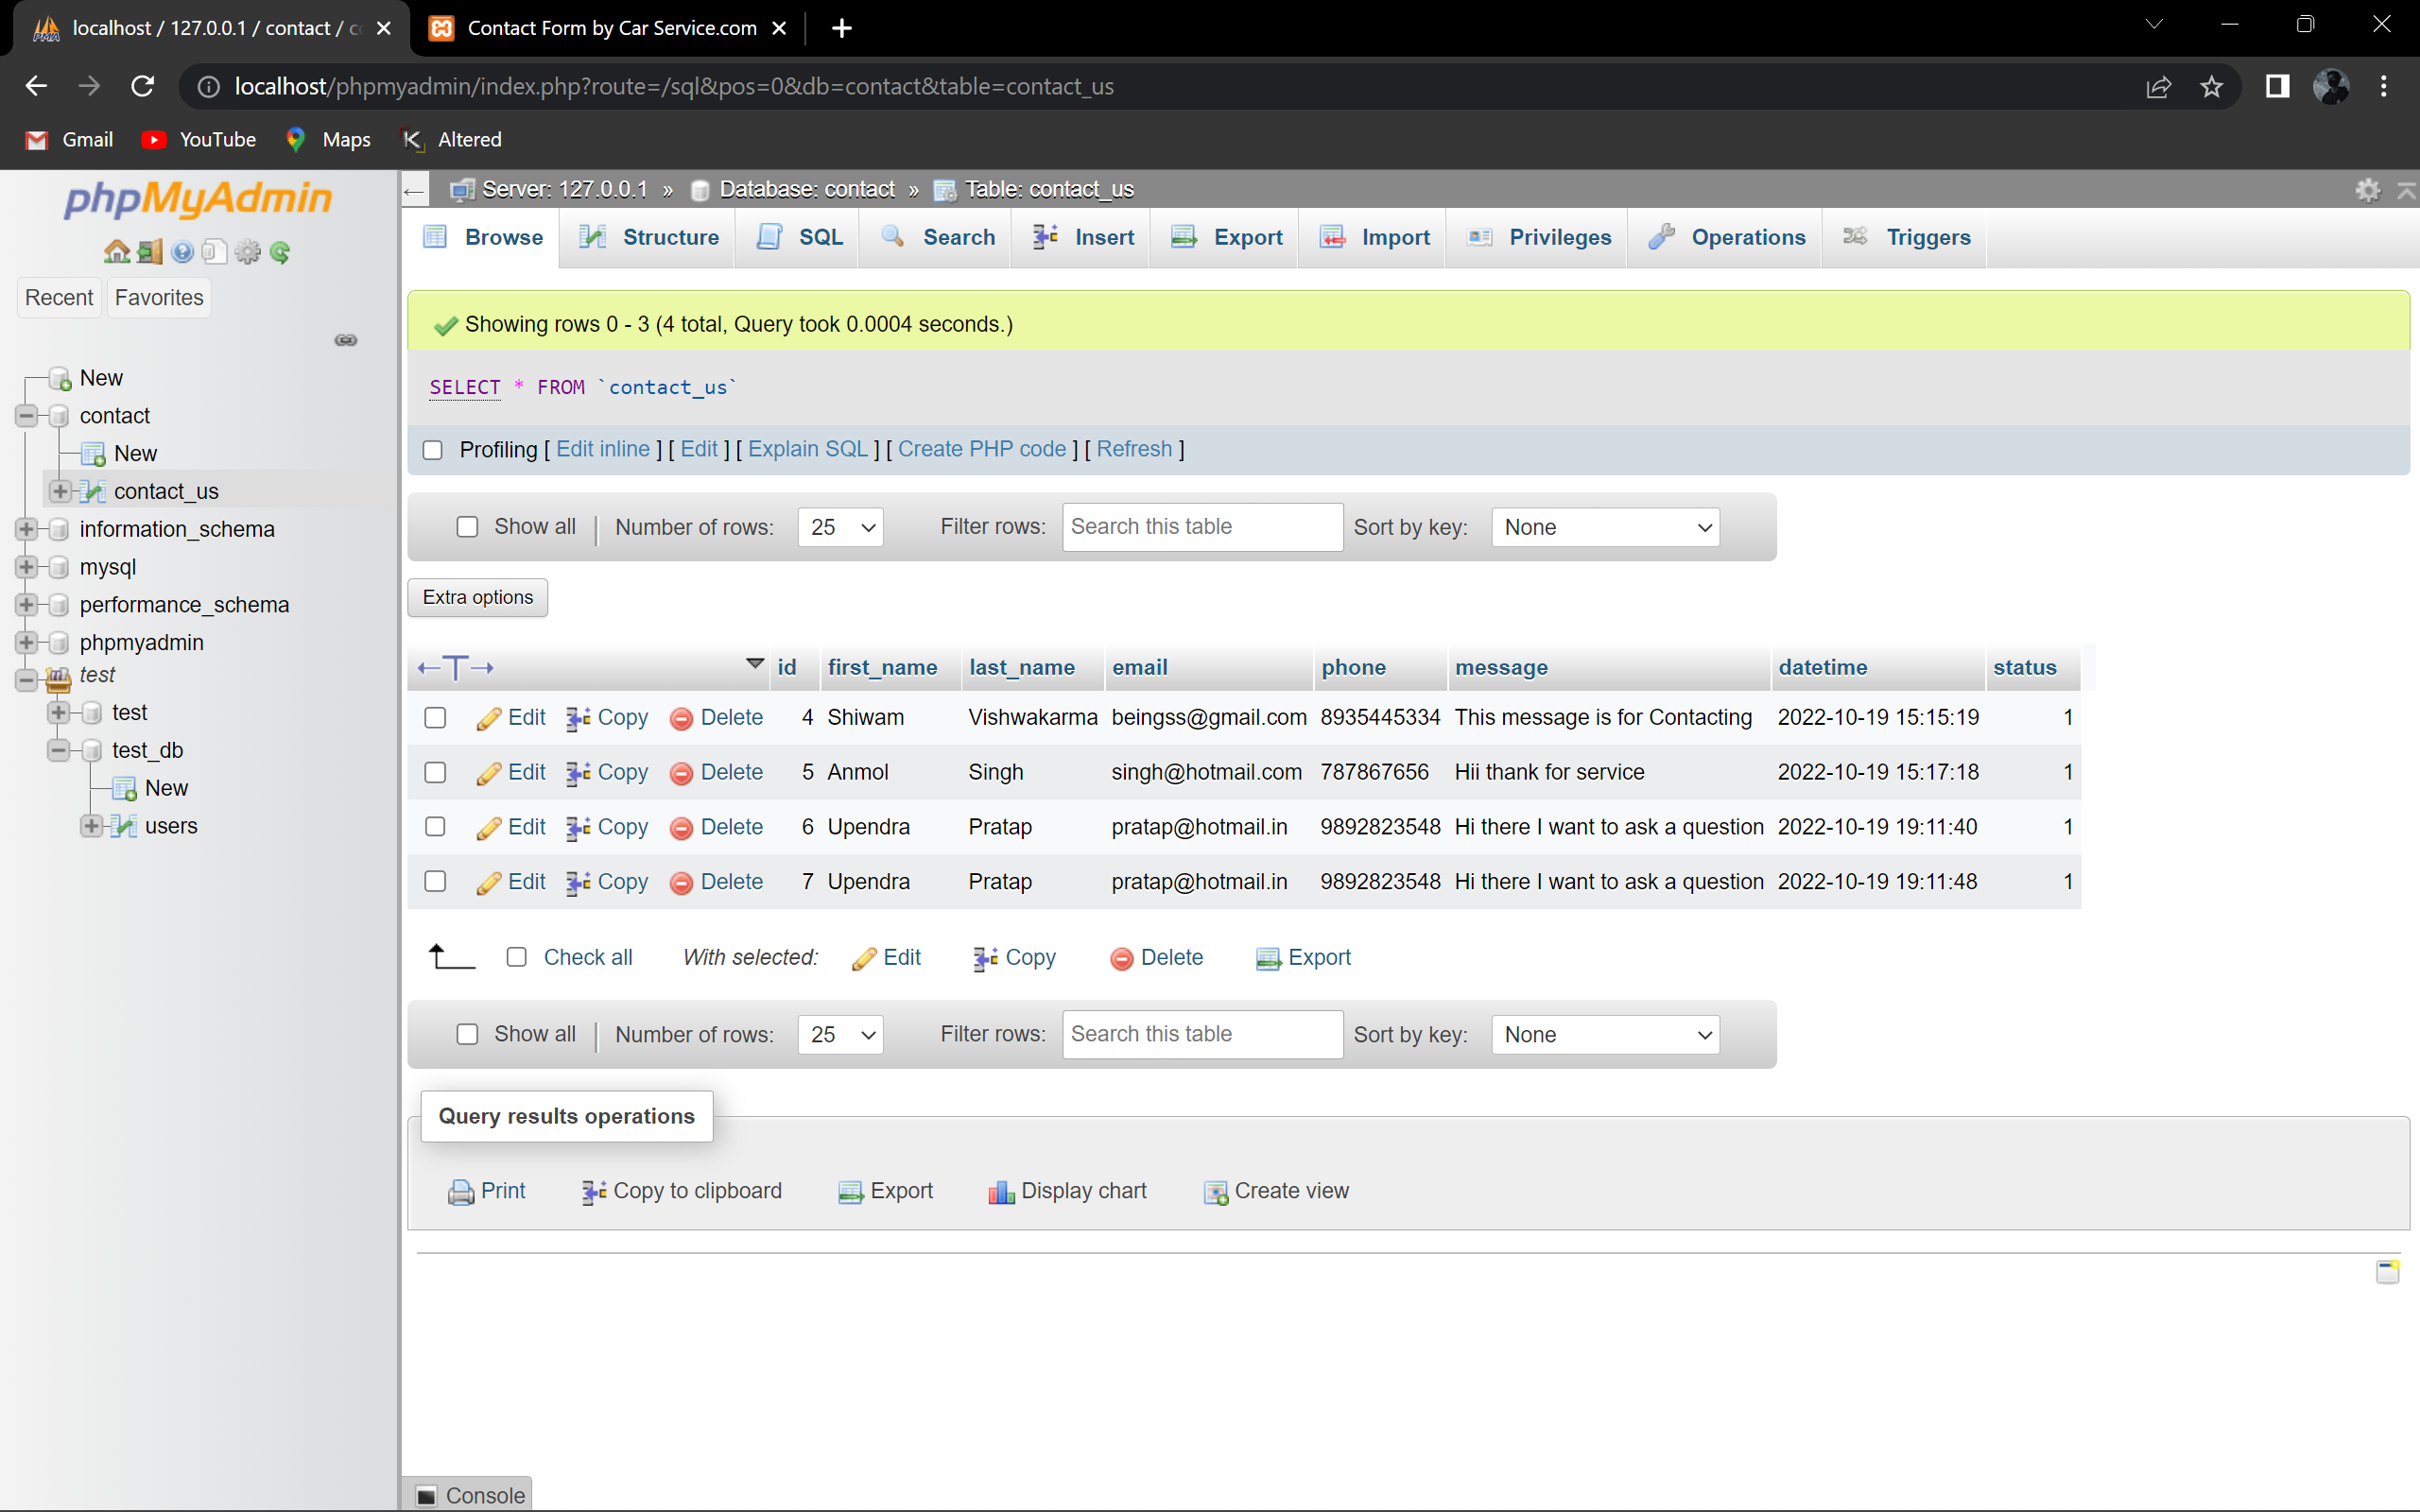 localhost / 127.0.0.1 / contact /
Contact Form by Car Service.com
localhost/phpmyadmin/index.php?route=/sql&pos=0&db=contact&table=contact_us
Gmail YouTube Maps Altered
phpMyAdmin
Recent Favorites
New
contact
New
contact_us
information_schema
mysql
performance_schema
phpmyadmin
test
test
test_db
New
users
Server: 127.0.0.1 » Database: contact » Table: contact_us
Browse Structure SQL Search Insert Export Import Privileges Operations Triggers
Showing rows 0 - 3 (4 total, Query took 0.0004 seconds.)
SELECT * FROM `contact_us`
Profiling [ Edit inline ] [ Edit ] [ Explain SQL ] [ Create PHP code ] [ Refresh ]
Show all Number of rows: 25 Filter rows: Search this table Sort by key: None
Extra options
id first_name last_name email phone message datetime status
Edit Copy Delete 4 Shiwam Vishwakarma beingss@gmail.com 8935445334 This message is for Contacting 2022-10-19 15:15:19 1
Edit Copy Delete 5 Anmol Singh singh@hotmail.com 787867656 Hii thank for service 2022-10-19 15:17:18 1
Edit Copy Delete 6 Upendra Pratap pratap@hotmail.in 9892823548 Hi there I want to ask a question 2022-10-19 19:11:40 1
Edit Copy Delete 7 Upendra Pratap pratap@hotmail.in 9892823548 Hi there I want to ask a question 2022-10-19 19:11:48 1
Check all With selected: Edit Copy Delete Export
Show all Number of rows: 25 Filter rows: Search this table Sort by key: None
Query results operations
Print Copy to clipboard Export Display chart Create view
Console